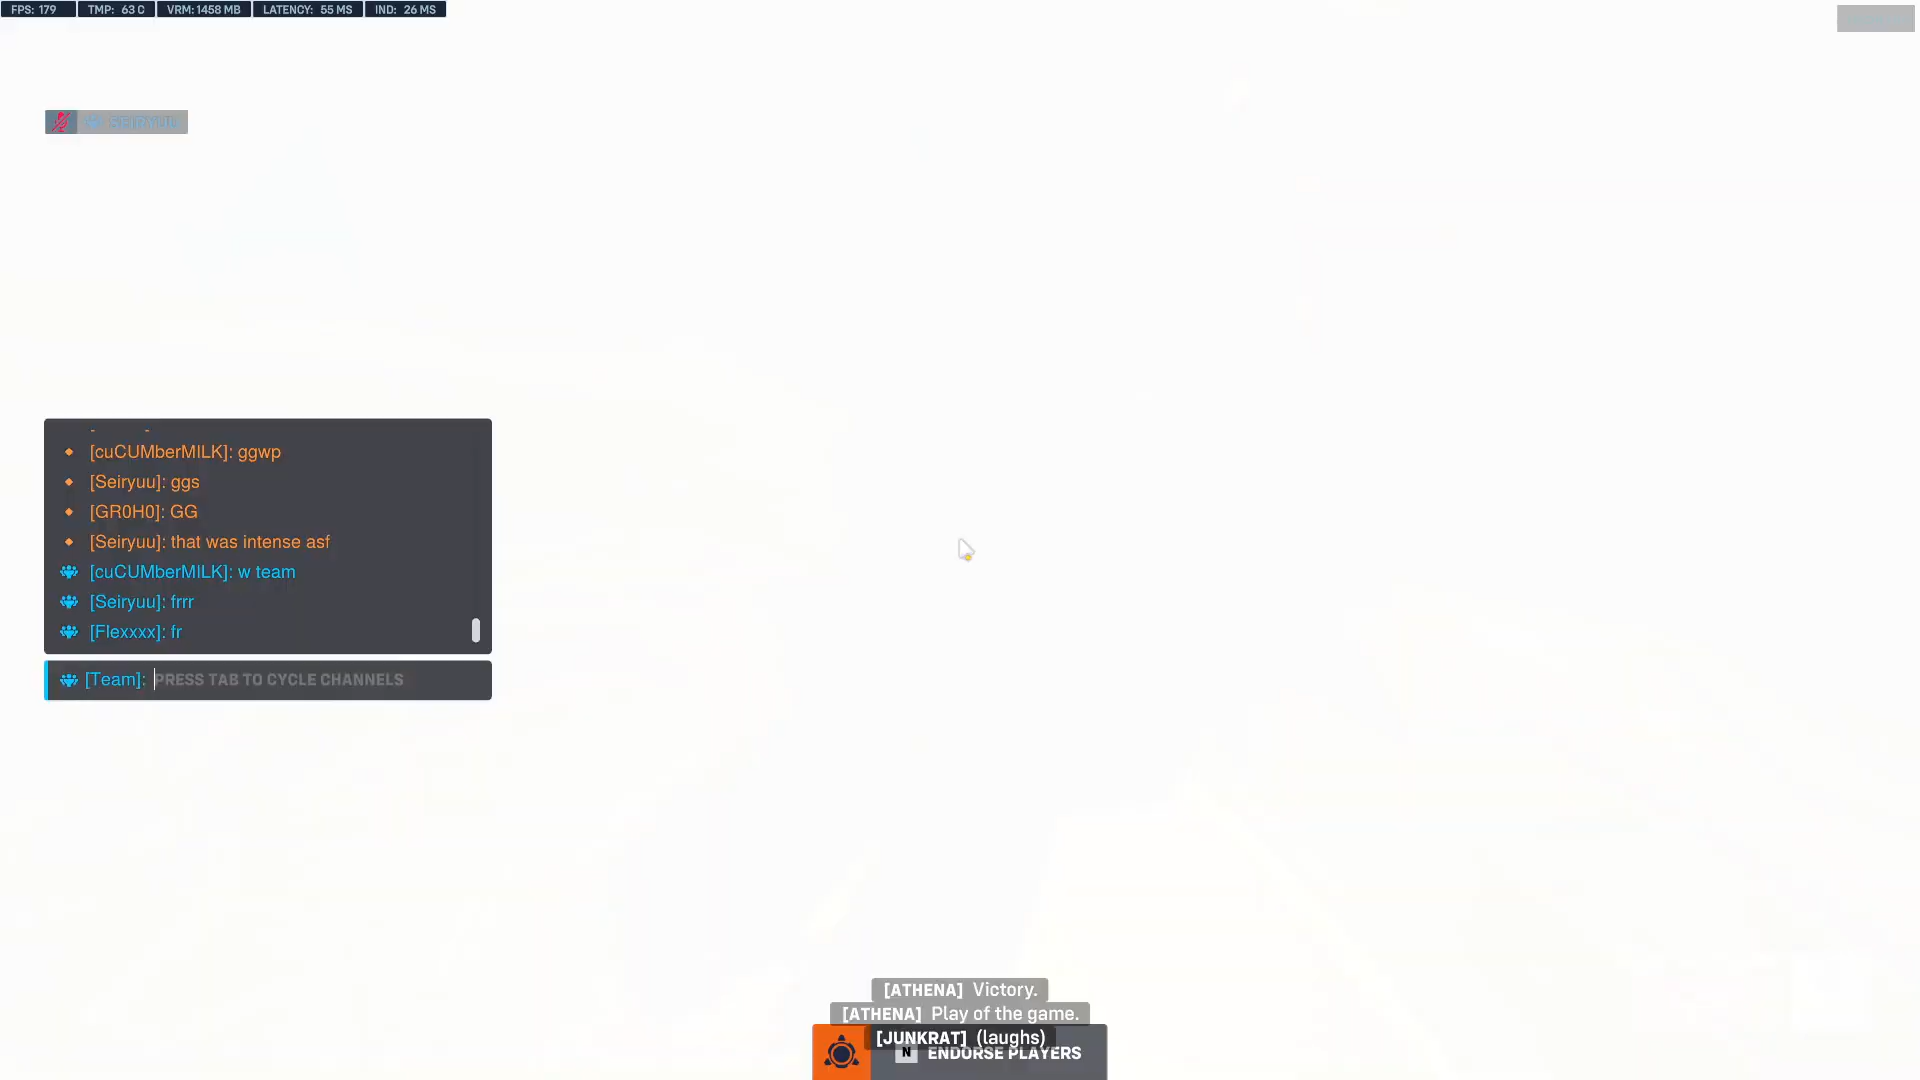 FPS: 179 TMP: 63 C VRM: 1458 MB LATENCY: 55 MS IND: 26 MS
SEIRYUU
[cuCUMberMILK]: ggwp
[Seiryuu]: ggs
[GR0H0]: GG
[Seiryuu]: that was intense asf
[cuCUMberMILK]: w team
[Seiryuu]: frrr
[Flexxxx]: fr
[Team]: PRESS TAB TO CYCLE CHANNELS
[ATHENA] Victory.
[ATHENA] Play of the game.
[JUNKRAT] (laughs)
N ENDORSE PLAYERS